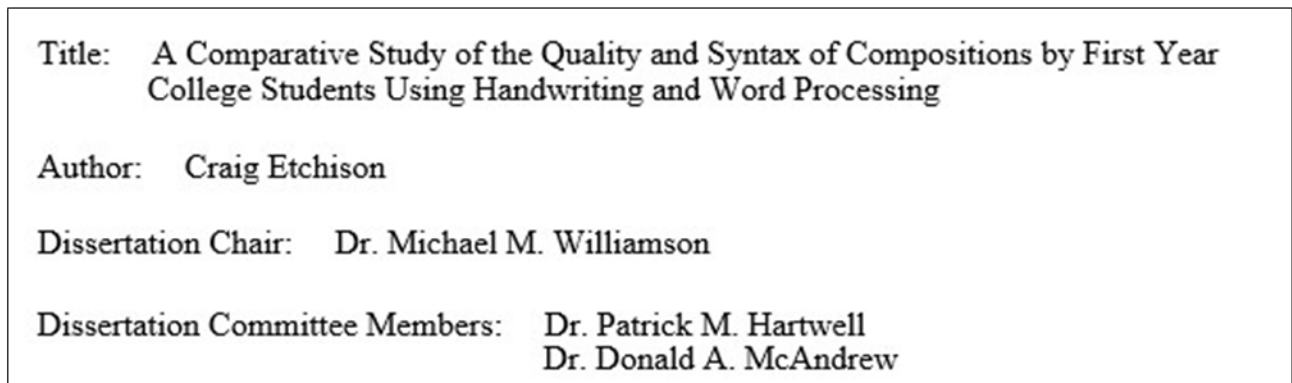 Title: A Comparative Study of the Quality and Syntax of Compositions by First Year
College Students Using Handwriting and Word Processing
Author: Craig Etchison
Dissertation Chair: Dr. Michael M. Williamson
Dissertation Committee Members: Dr. Patrick M. Hartwell
Dr. Donald A. McAndrew